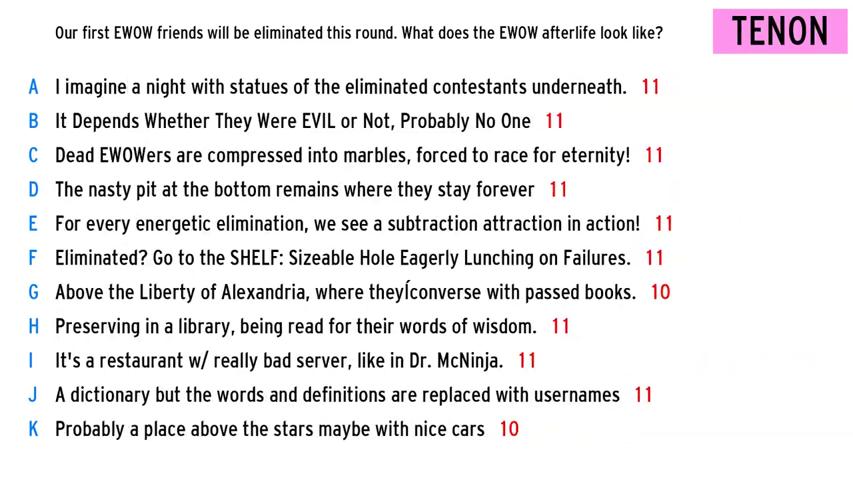 Our first EWOW friends will be eliminated this round. What does the EWOW afterlife look like?
TENON
A I imagine a night with statues of the eliminated contestants underneath. 11
B It Depends Whether They Were EVIL or Not, Probably No One 11
C Dead EWOWers are compressed into marbles, forced to race for eternity! 11
D The nasty pit at the bottom remains where they stay forever 11
E For every energetic elimination, we see a subtraction attraction in action! 11
F Eliminated? Go to the SHELF: Sizeable Hole Eagerly Lunching on Failures. 11
G Above the Liberty of Alexandria, where theyÍconverse with passed books. 10
H Preserving in a library, being read for their words of wisdom. 11
I It's a restaurant w/ really bad server, like in Dr. McNinja. 11
J A dictionary but the words and definitions are replaced with usernames 11
K Probably a place above the stars maybe with nice cars 10